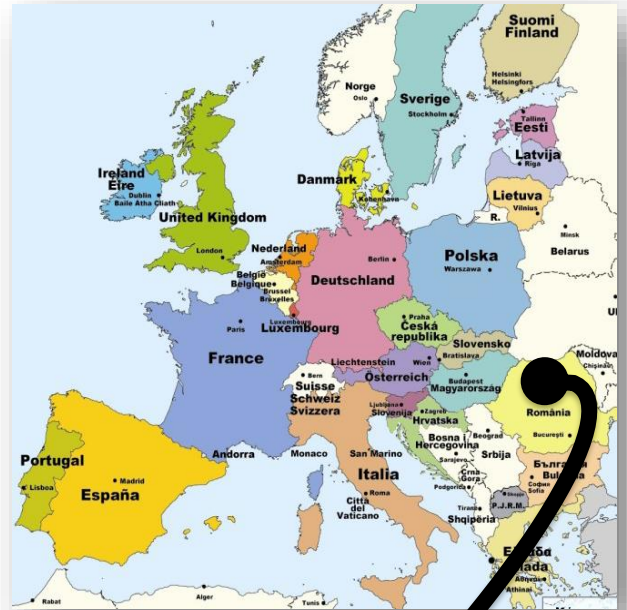 Suomi
Finland
Helsinki
Helsingfors
Norge
Oslo
Sverige
Stockholm
Tallinn
Eesti
Latvija
Riga
Ireland
Éire
Dublin
Baile Atha Cliath
United Kingdom
London
Danmark
København
Lietuva
Vilnius
R.
Minsk
Belarus
Nederland
Amsterdam
België
Belgique
Brussel
Bruxelles
Berlin
Deutschland
Polska
Warszawa
Luxembourg
Luxembourg
Praha
Česká
republika
Paris
France
Slovensko
Bratislava
Liechtenstein
Wien
Österreich
Budapest
Magyarország
Moldova
Bern
Suisse
Schweiz
Svizzera
Ljubljana
Slovenija
Zagreb
Hrvatska
România
București
Bosna i
Hercegovina
Sarajevo
Beograd
Srbija
Andorra
Monaco
San Marino
Italia
Roma
Città
del
Vaticano
Crna
Gora
Podgorica
София
Sofia
Skopje
P.J.R.M.
Tirana
Shqipëria
Portugal
Lisboa
Madrid
España
Athinai
Rabat
Alger
Tunis